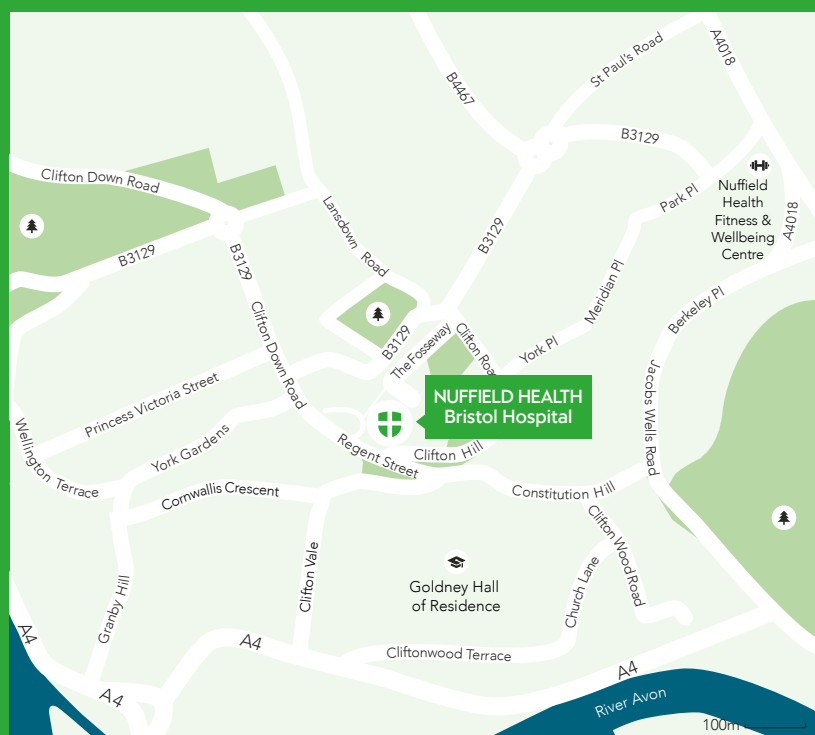 A4018
St Paul's Road
B4467
B3129
Clifton Down Road
Park Pl
Nuffield
Health
Fitness &
Wellbeing
Centre
A4018
Lansdown Road
B3129
B3129
B3129
Meridian Pl
Berkeley Pl
Clifton Down Road
B3129
The Fosseway
Clifton Road
York Pl
Princess Victoria Street
NUFFIELD HEALTH
Bristol Hospital
Jacobs Wells Road
Wellington Terrace
York Gardens
Regent Street
Clifton Hill
Cornwallis Crescent
Constitution Hill
Clifton Wood Road
Clifton Vale
Goldney Hall
of Residence
Church Lane
Granby Hill
A4
A4
Cliftonwood Terrace
A4
A4
River Avon
100m